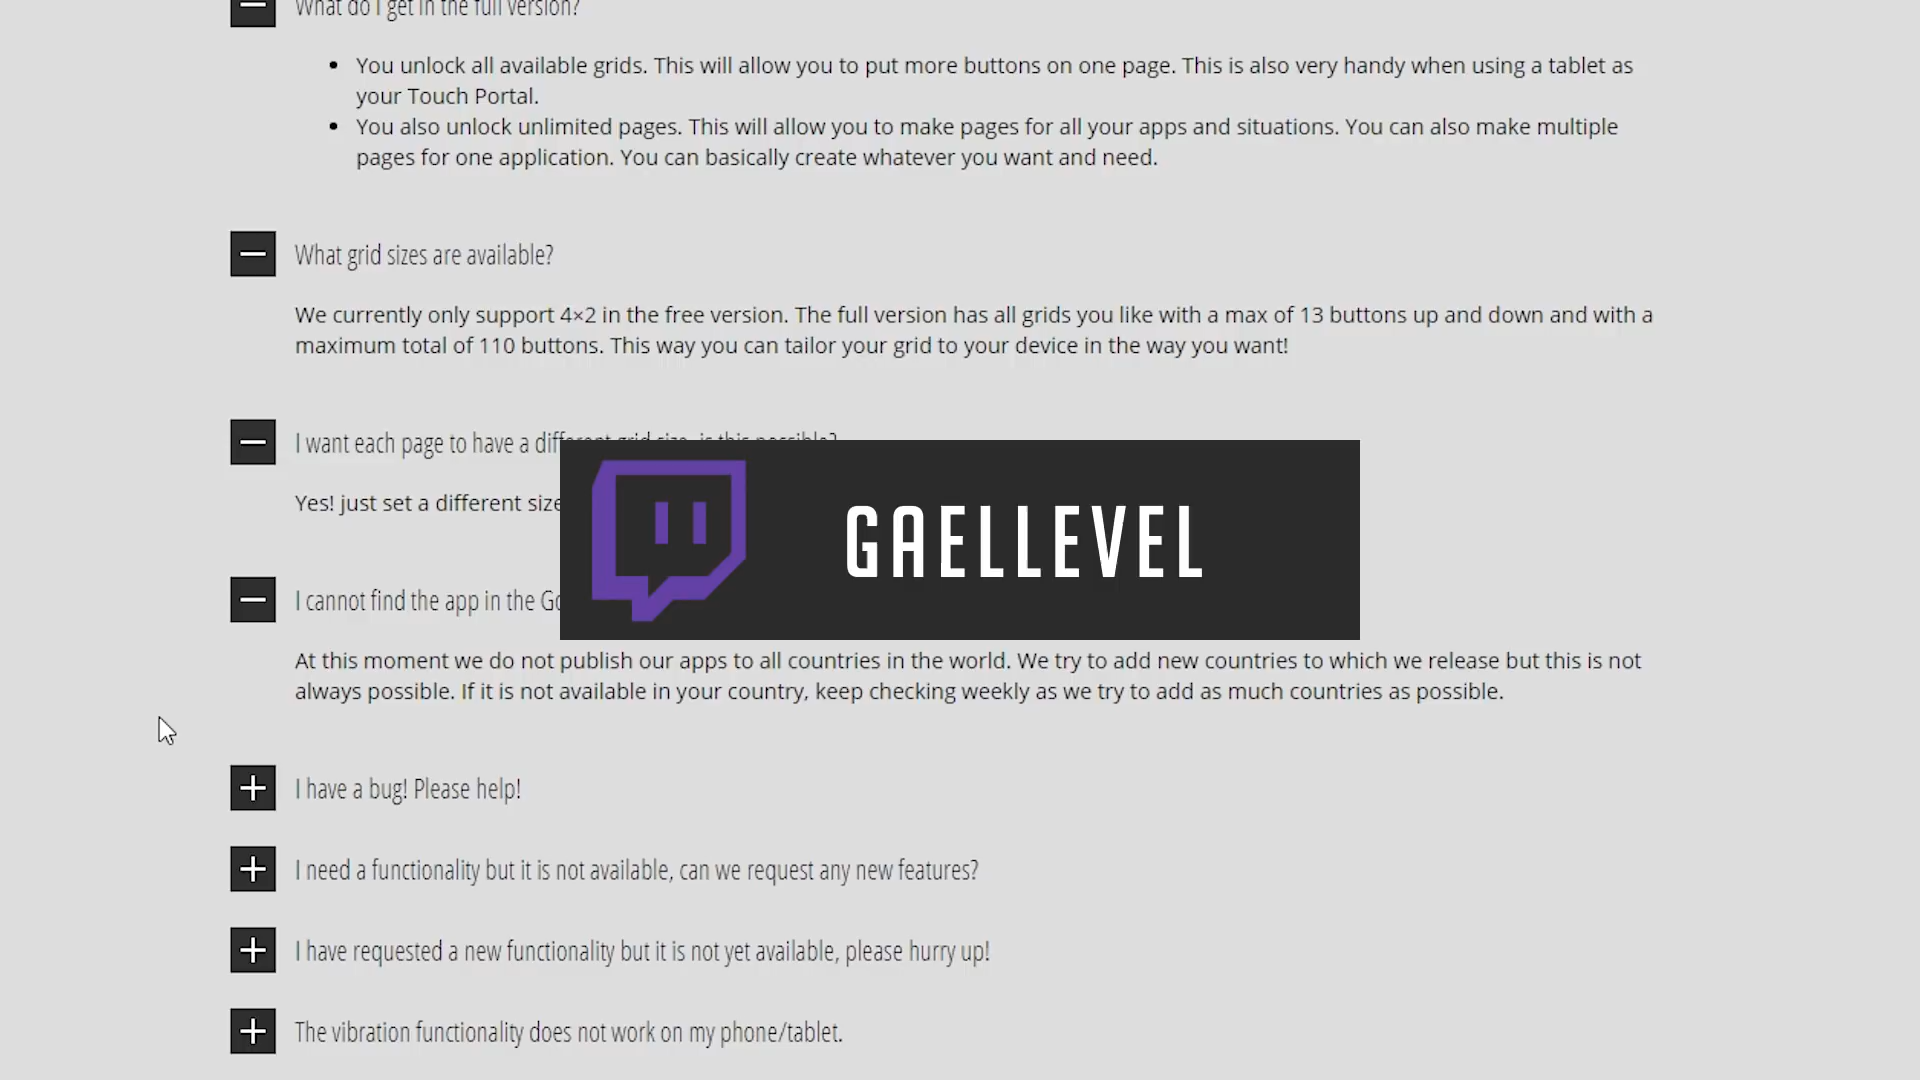 What do I get in the full version?
You unlock all available grids. This will allow you to put more buttons on one page. This is also very handy when using a tablet as
your Touch Portal.
You also unlock unlimited pages. This will allow you to make pages for all your apps and situations. You can also make multiple
pages for one application. You can basically create whatever you want and need.
What grid sizes are available?
We currently only support 4×2 in the free version. The full version has all grids you like with a max of 13 buttons up and down and with a
maximum total of 110 buttons. This way you can tailor your grid to your device in the way you want!
I want each page to have a different grid size, is this possible?
Yes! just set a different size
GAELLEVEL
I cannot find the app in the
At this moment we do not publish our apps to all countries in the world. We try to add new countries to which we release but this is not
always possible. If it is not available in your country, keep checking weekly as we try to add as much countries as possible.
I have a bug! Please help!
I need a functionality but it is not available, can we request any new features?
I have requested a new functionality but it is not yet available, please hurry up!
The vibration functionality does not work on my phone/tablet.